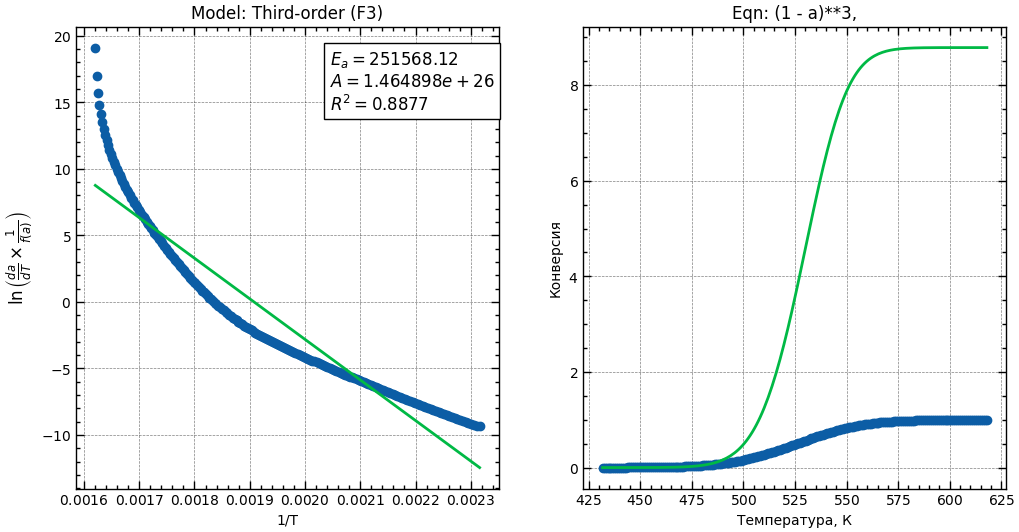 Model: Third-order (F3)
20
15
10
5
0
−5
−10
ln(da/dT × 1/f(a))
E_a = 251568.12
A = 1.464898e + 26
R^2 = 0.8877
0.0016 0.0017 0.0018 0.0019 0.0020 0.0021 0.0022 0.0023
1/T
Eqn: (1 - a)**3,
8
6
4
2
0
Конверсия
425 450 475 500 525 550 575 600 625
Температура, К